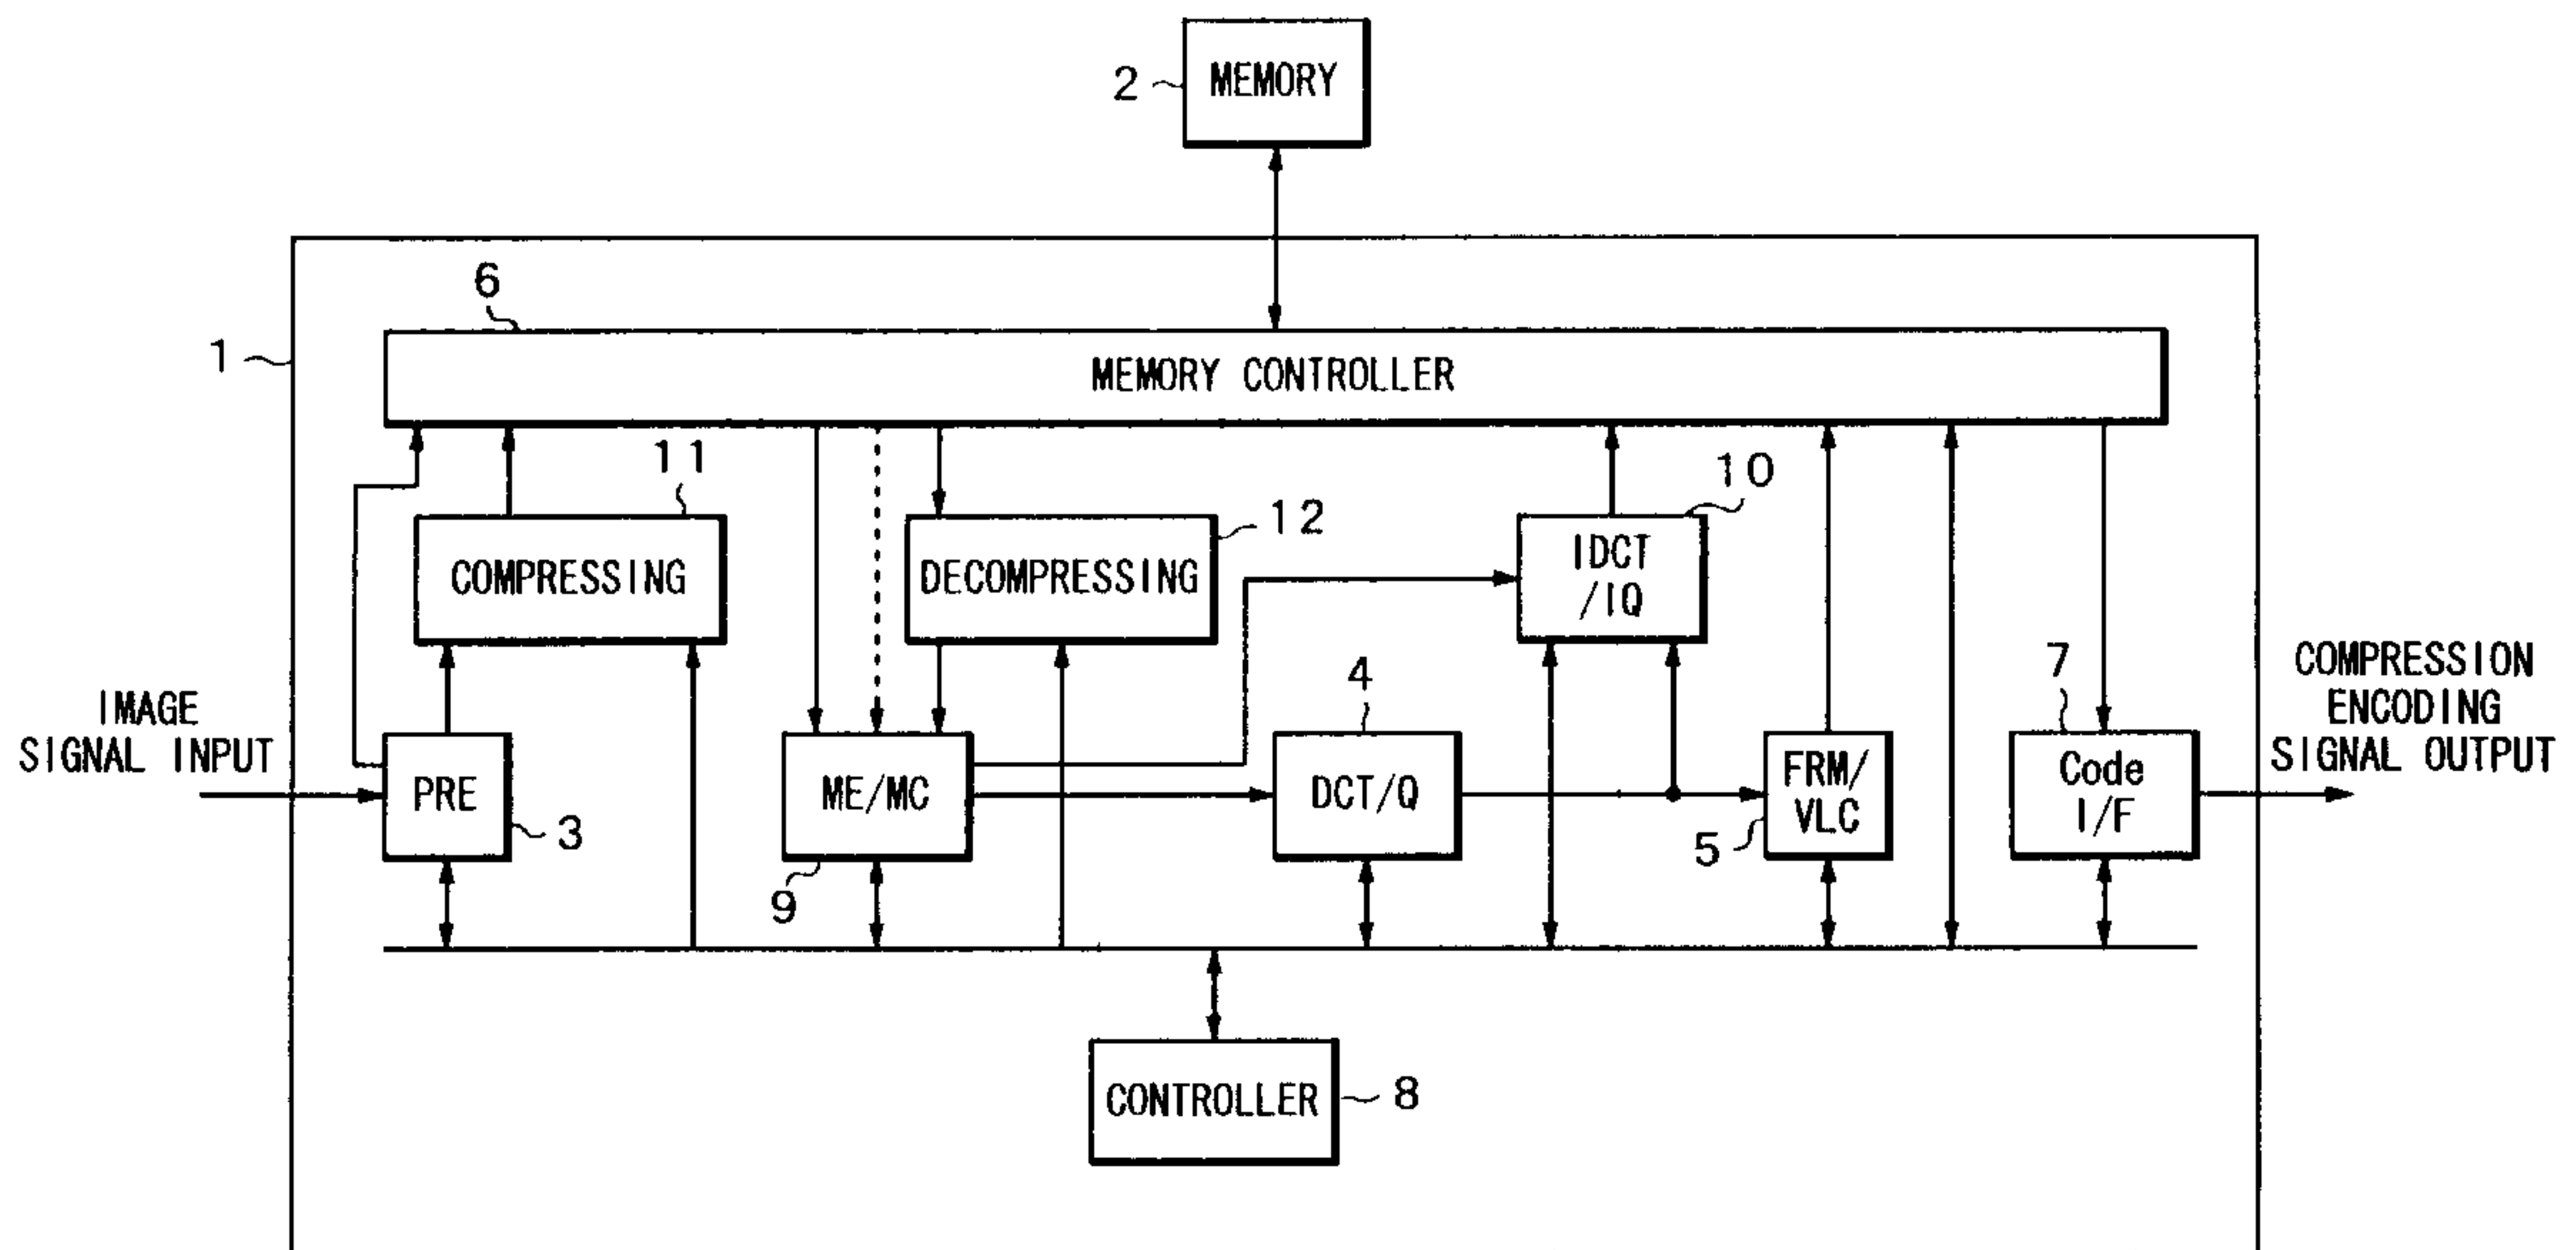 2
MEMORY
6
1
MEMORY CONTROLLER
11
10
12
COMPRESSING
DECOMPRESSING
IDCT
/IQ
4
7
IMAGE
SIGNAL INPUT
COMPRESSION
ENCODING
SIGNAL OUTPUT
PRE
3
ME/MC
9
DCT/Q
FRM/
VLC
5
Code
I/F
CONTROLLER
8